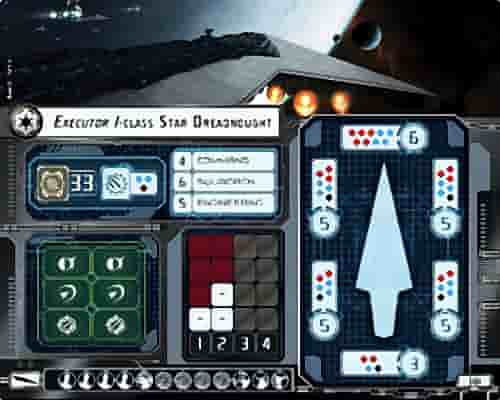 EXECUTOR I-CLASS STAR DREADNOUGHT
33
4 COMMAND
6 SQUADRON
5 ENGINEERING
6
5 5
5 5
3
- -
1 2 3 4